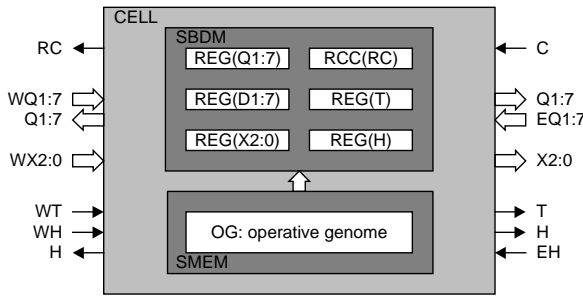 CELL
SBDM
RC
REG(Q1:7) RCC(RC)
C
WQ1:7
REG(D1:7) REG(T)
Q1:7
Q1:7
EQ1:7
WX2:0
REG(X2:0) REG(H)
X2:0
WT
OG: operative genome
T
WH
H
H
SMEM
EH